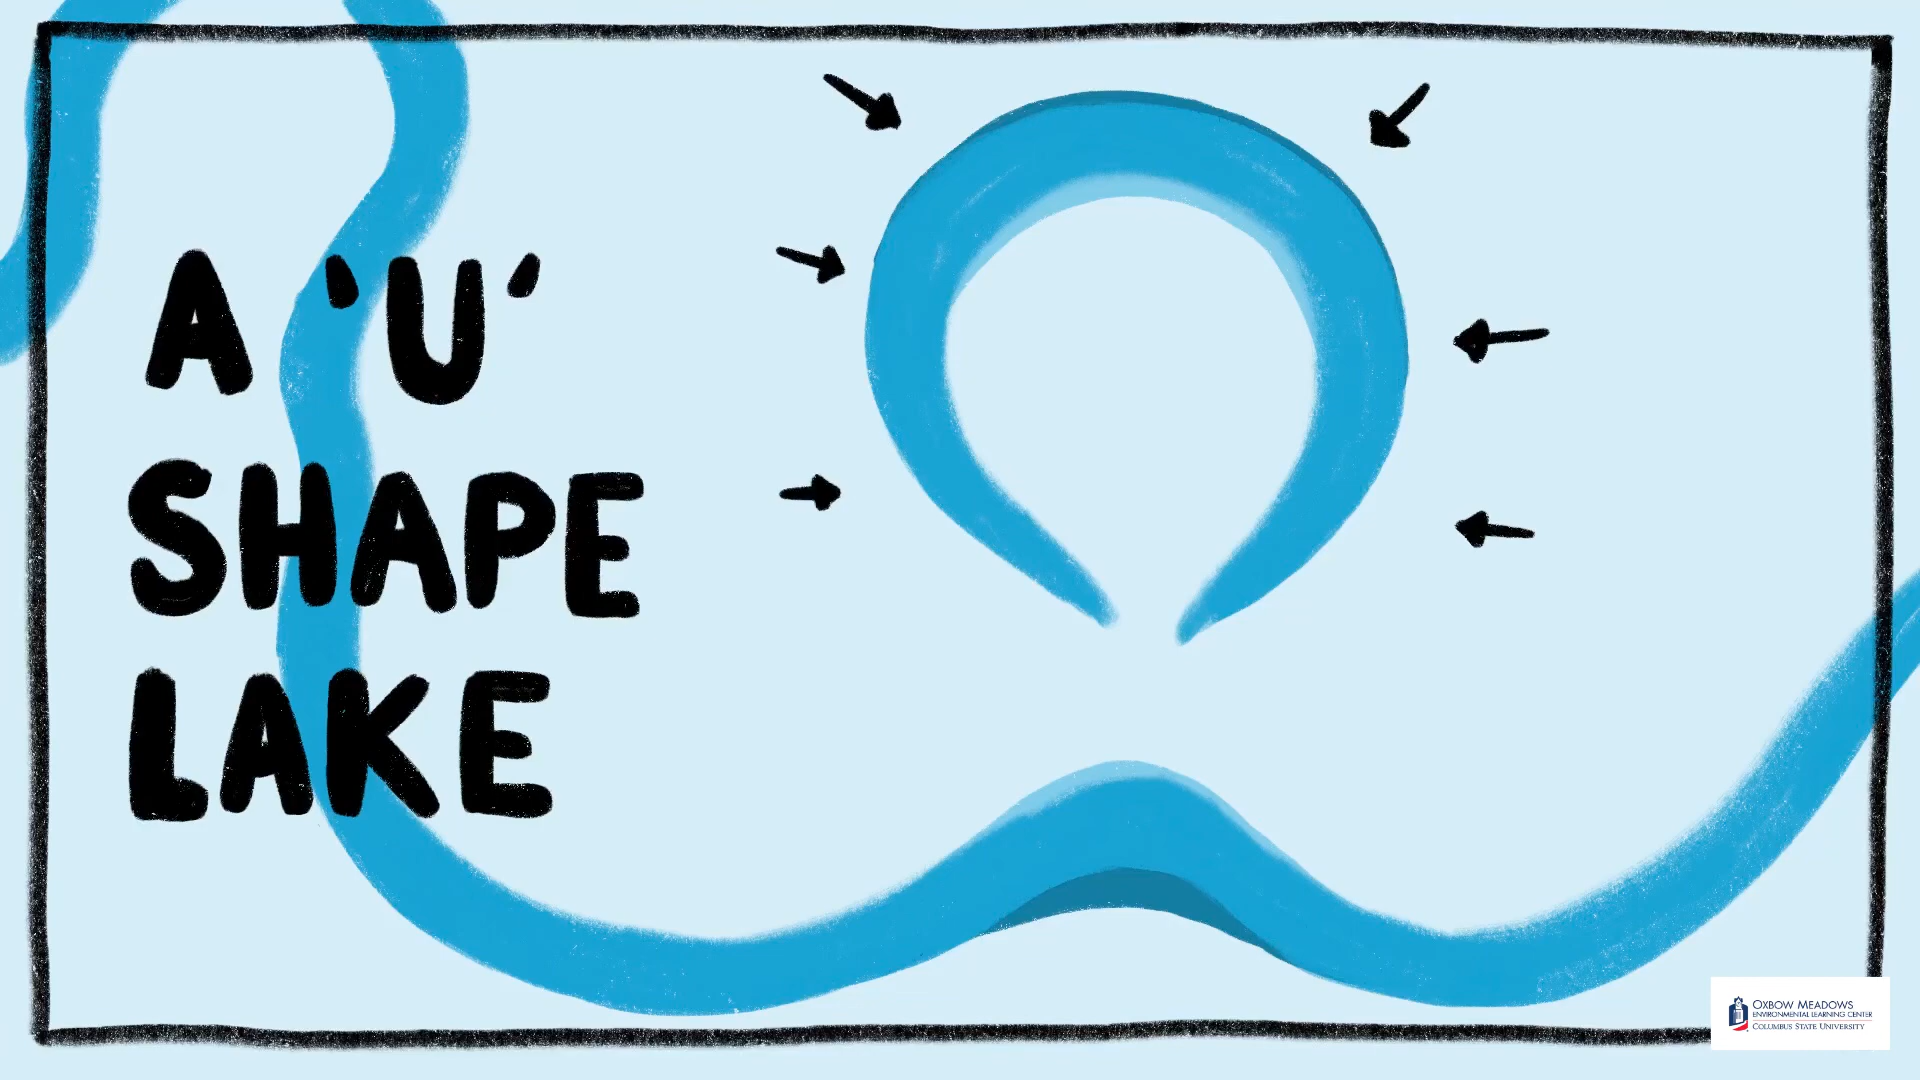 A 'U'
SHAPE
LAKE
OXBOW MEADOWS
ENVIRONMENTAL LEARNING CENTER
COLUMBUS STATE UNIVERSITY